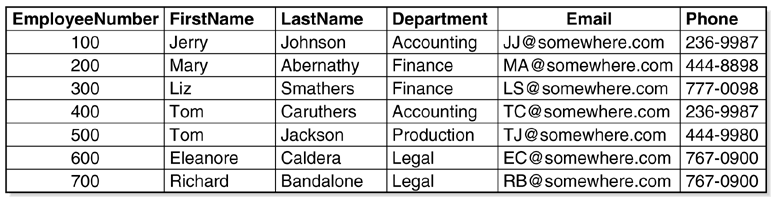 EmployeeNumber FirstName LastName Department Email Phone
100 Jerry Johnson Accounting JJ@somewhere.com 236-9987
200 Mary Abernathy Finance MA@somewhere.com 444-8898
300 Liz Smathers Finance LS@somewhere.com 777-0098
400 Tom Caruthers Accounting TC@somewhere.com 236-9987
500 Tom Jackson Production TJ@somewhere.com 444-9980
600 Eleanore Caldera Legal EC@somewhere.com 767-0900
700 Richard Bandalone Legal RB@somewhere.com 767-0900